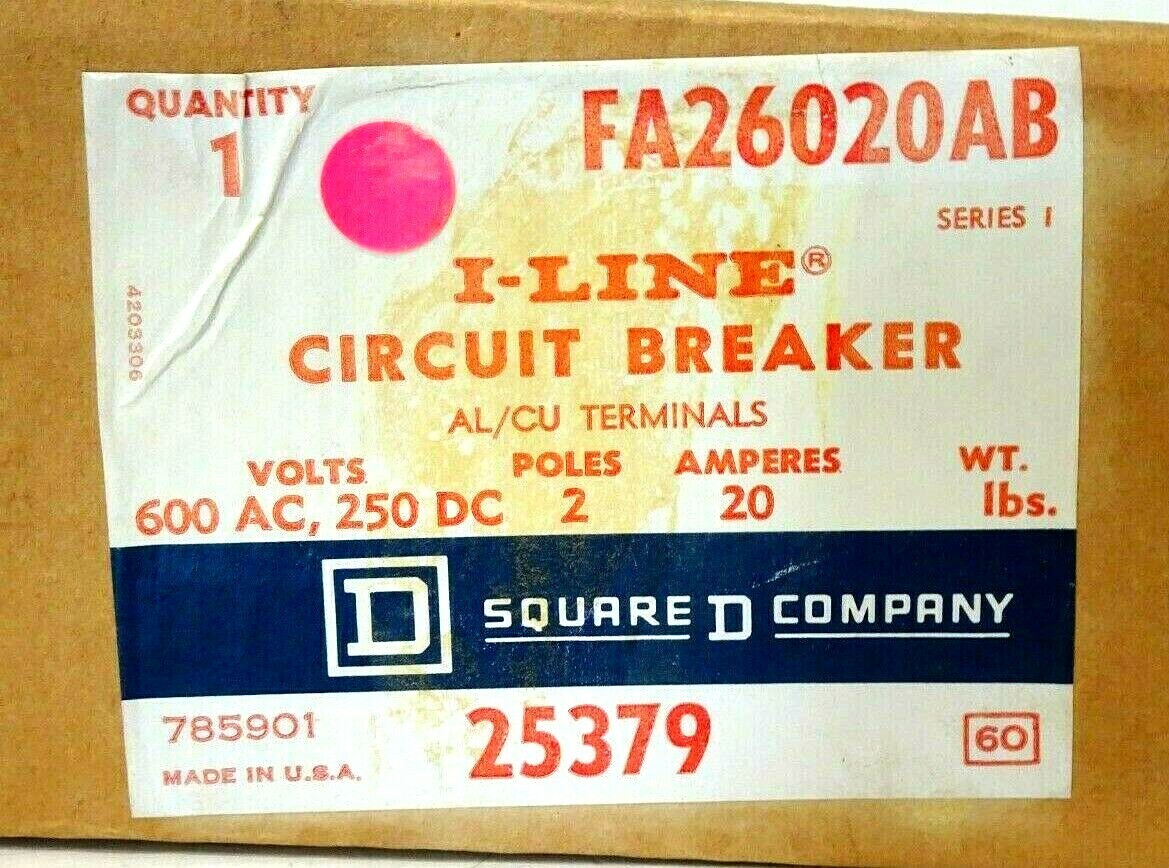 QUANTITY
1
FA26020AB
SERIES 1
I-LINE®
CIRCUIT BREAKER
AL/CU TERMINALS
VOLTS POLES AMPERES WT.
600 AC, 250 DC 2 20 lbs.
4203306
D SQUARE D COMPANY
785901
MADE IN U.S.A.
25379
60